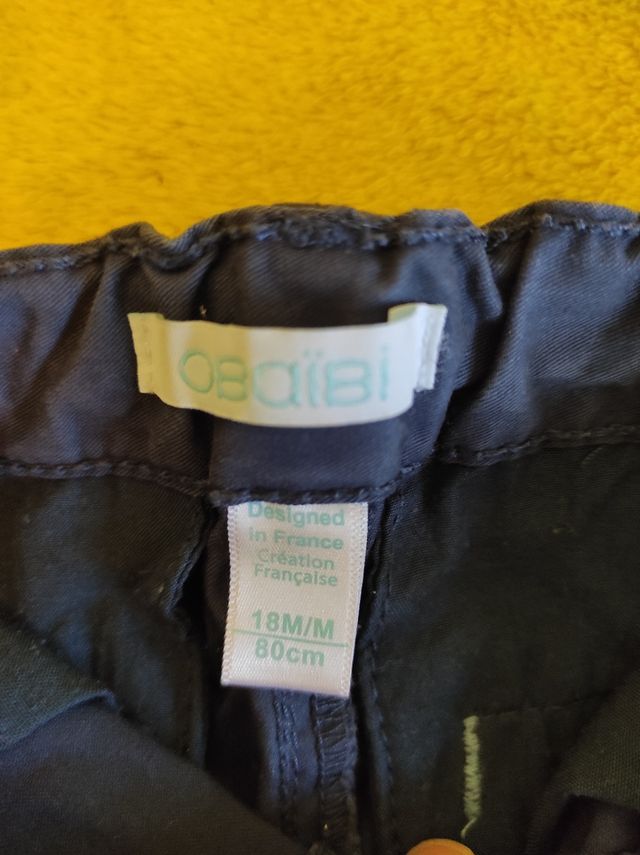 OBaïBi
Designed
in France
Création
Française
18M/M
80cm